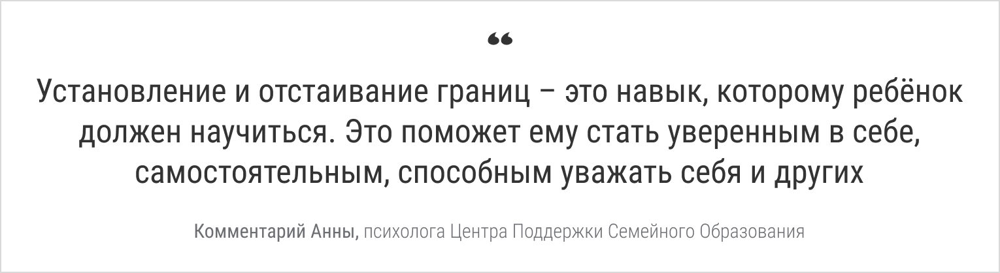 “
Установление и отстаивание границ – это навык, которому ребёнок
должен научиться. Это поможет ему стать уверенным в себе,
самостоятельным, способным уважать себя и других
Комментарий Анны, психолога Центра Поддержки Семейного Образования